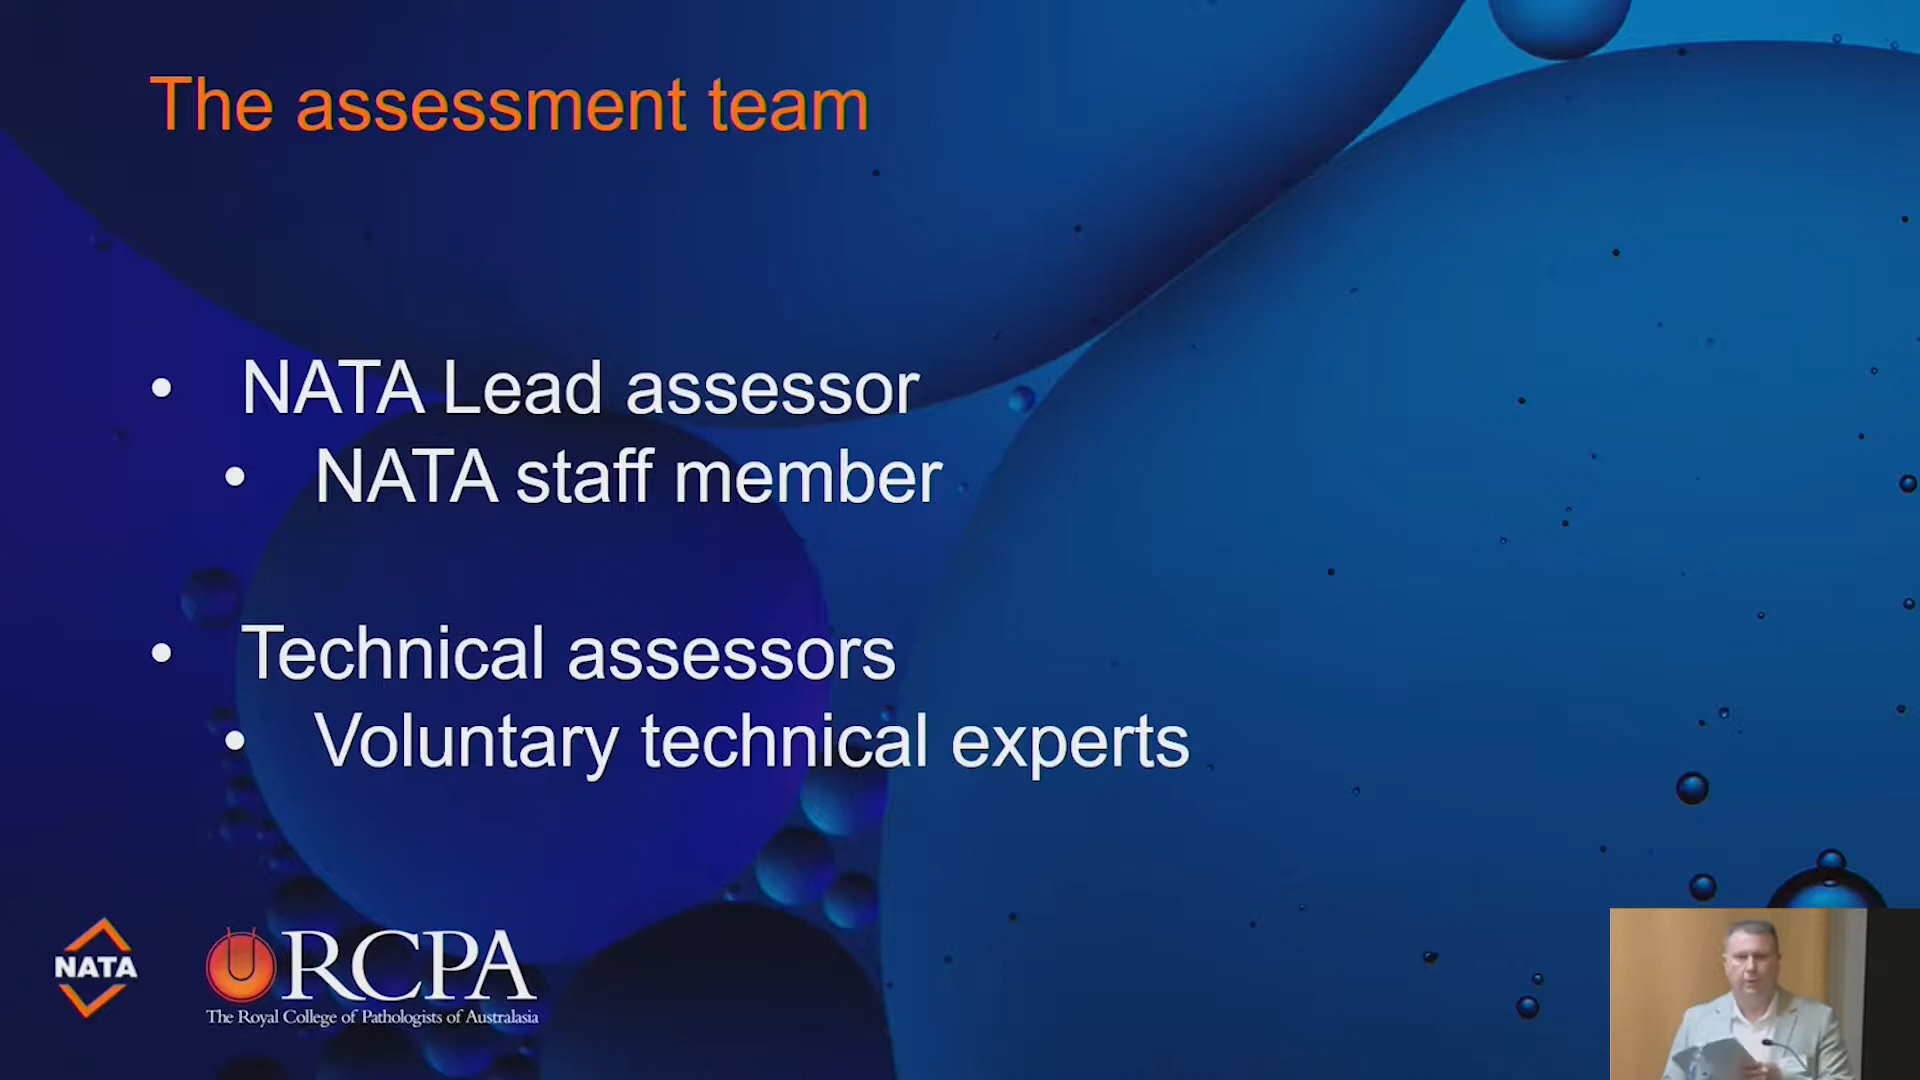 The assessment team
• NATA Lead assessor
• NATA staff member
• Technical assessors
• Voluntary technical experts
NATA
RCPA
The Royal College of Pathologists of Australasia